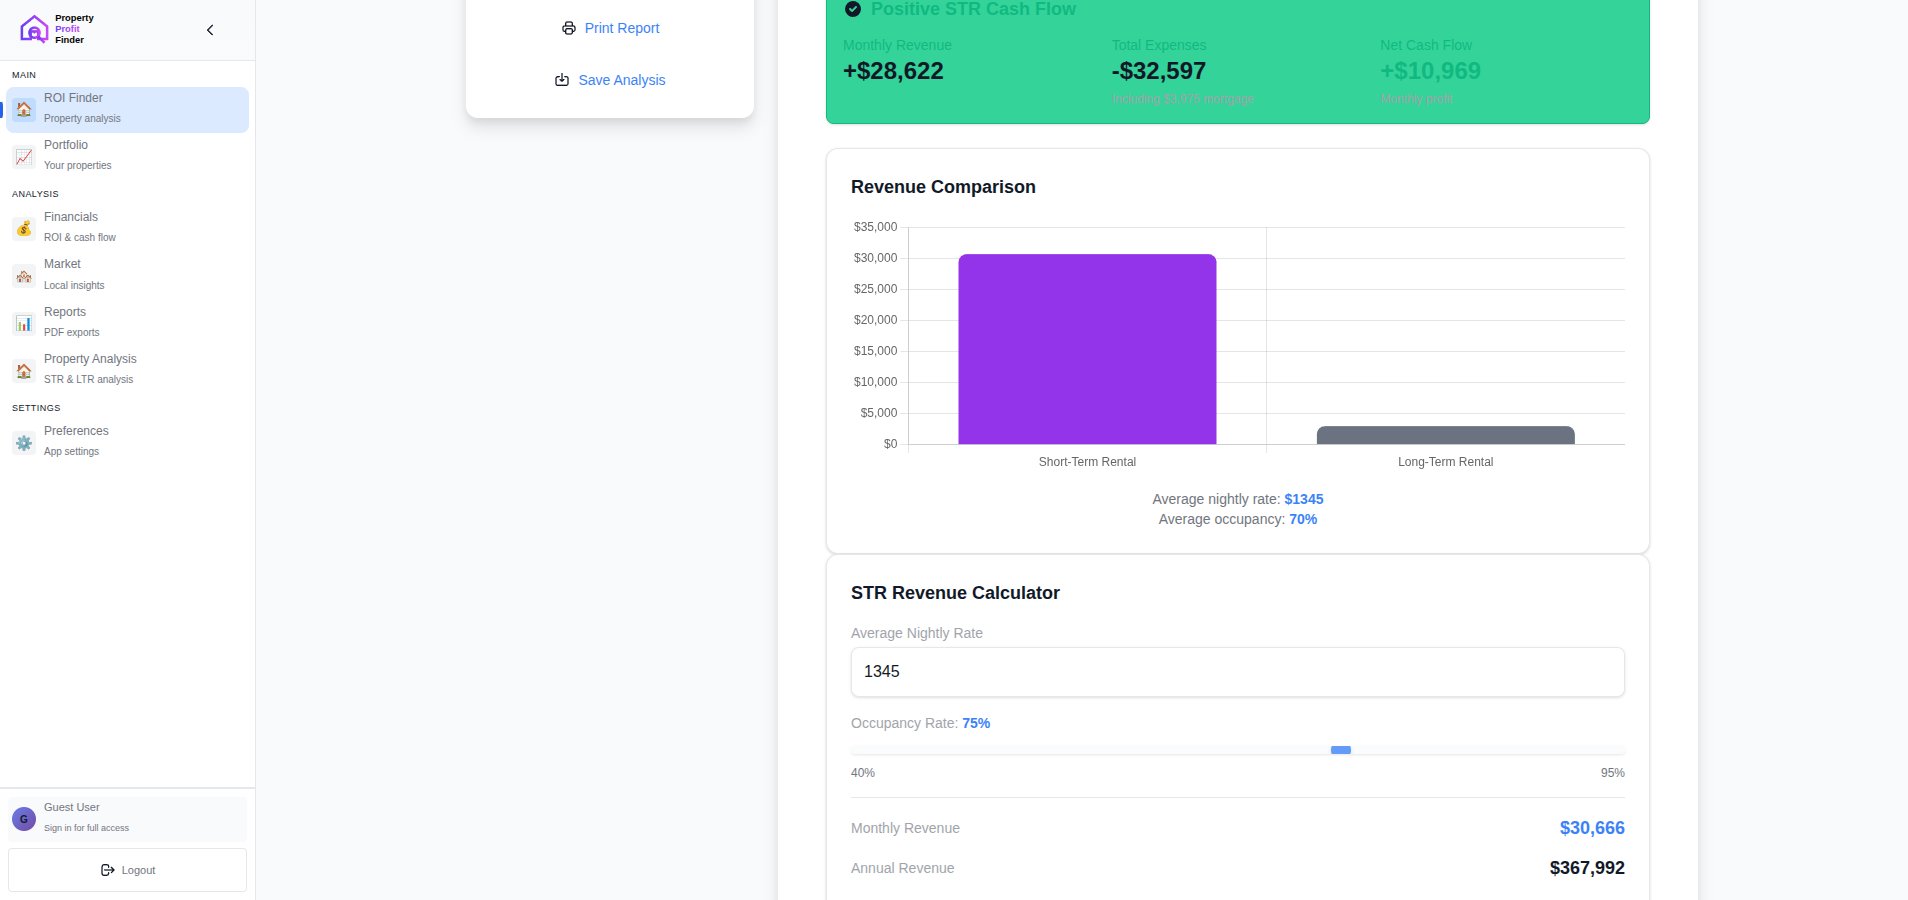 Property
Profit
Finder
MAIN
ROI Finder
Property analysis
Portfolio
Your properties
ANALYSIS
Financials
ROI & cash flow
Market
Local insights
Reports
PDF exports
Property Analysis
STR & LTR analysis
SETTINGS
Preferences
App settings
G
Guest User
Sign in for full access
Logout
Print Report
Save Analysis
Positive STR Cash Flow
Monthly Revenue
+$28,622
Total Expenses
-$32,597
Including $3,975 mortgage
Net Cash Flow
+$10,969
Monthly profit
Revenue Comparison
$35,000
$30,000
$25,000
$20,000
$15,000
$10,000
$5,000
$0
Short-Term Rental
Long-Term Rental
Average nightly rate: $1345
Average occupancy: 70%
STR Revenue Calculator
Average Nightly Rate
1345
Occupancy Rate: 75%
40%
95%
Monthly Revenue
$30,666
Annual Revenue
$367,992